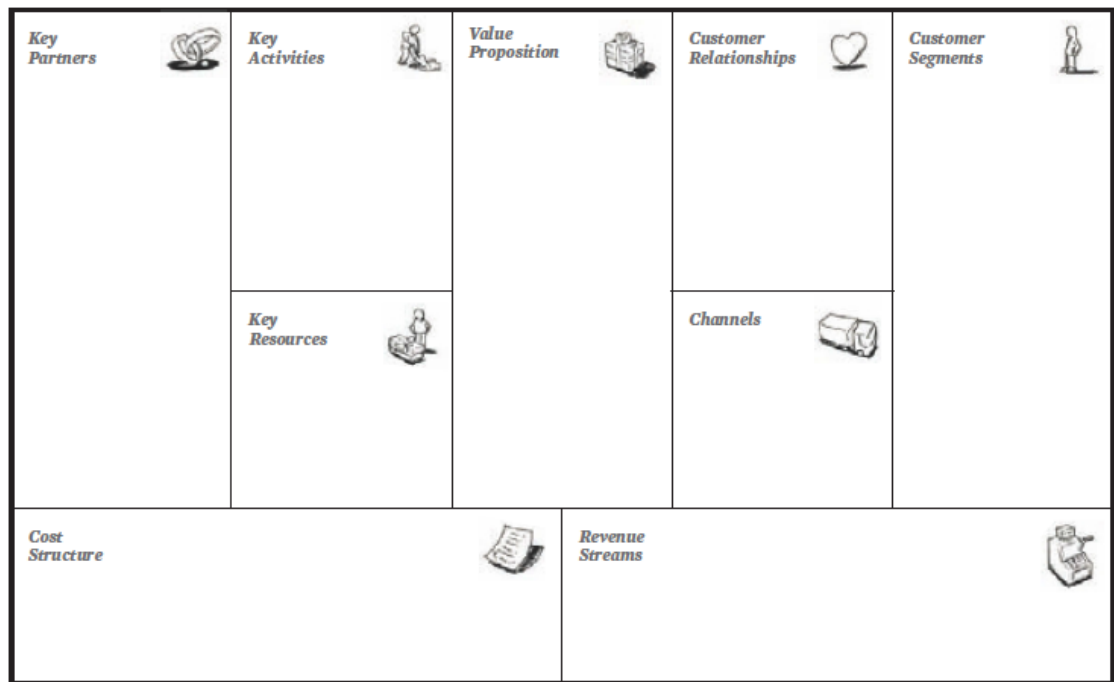 Key
Partners
Key
Activities
Value
Proposition
Customer
Relationships
Customer
Segments
Key
Resources
Channels
Cost
Structure
Revenue
Streams